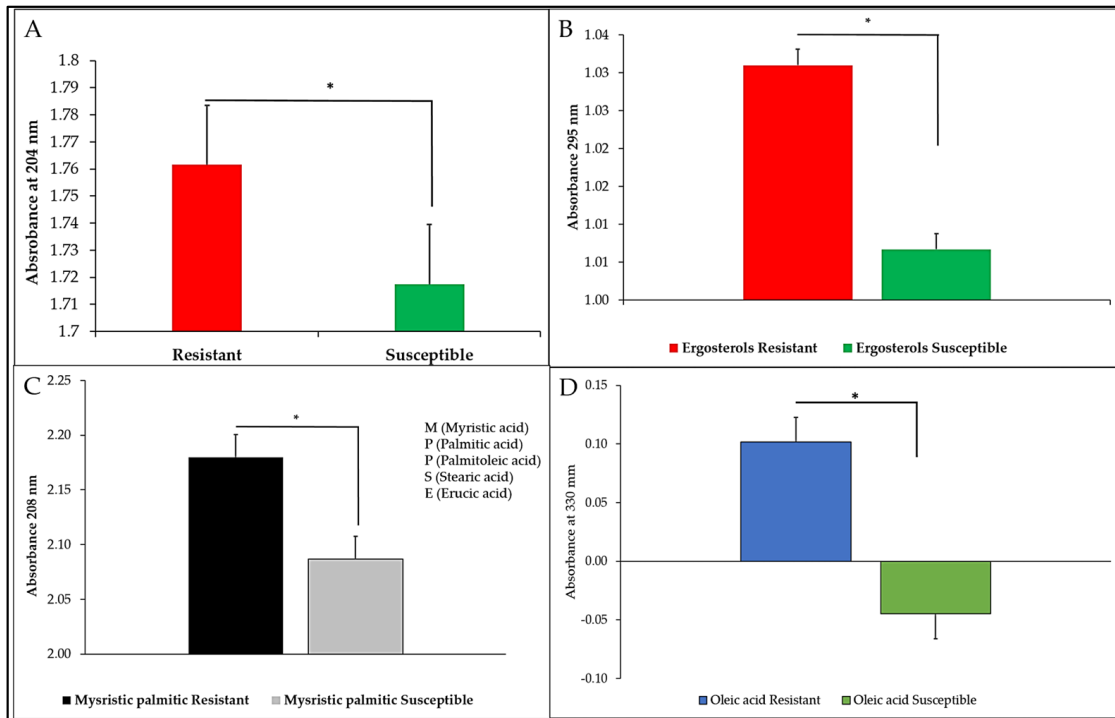 A
1.8
1.79
1.78
1.77
1.76
1.75
1.74
1.73
1.72
1.71
1.7
Absrobance at 204 nm
*
Resistant Susceptible
B
1.04
1.03
1.03
1.02
1.02
1.01
1.01
1.00
Absorbance 295 nm
*
Ergosterols Resistant Ergosterols Susceptible
C
2.25
2.20
2.15
2.10
2.05
2.00
Absorbance 208 nm
*
M (Myristic acid)
P (Palmitic acid)
P (Palmitoleic acid)
S (Stearic acid)
E (Erucic acid)
Mysristic palmitic Resistant Mysristic palmitic Susceptible
D
0.15
0.10
0.05
0.00
-0.05
-0.10
Absorbance at 330 mm
*
Oleic acid Resistant Oleic acid Susceptible